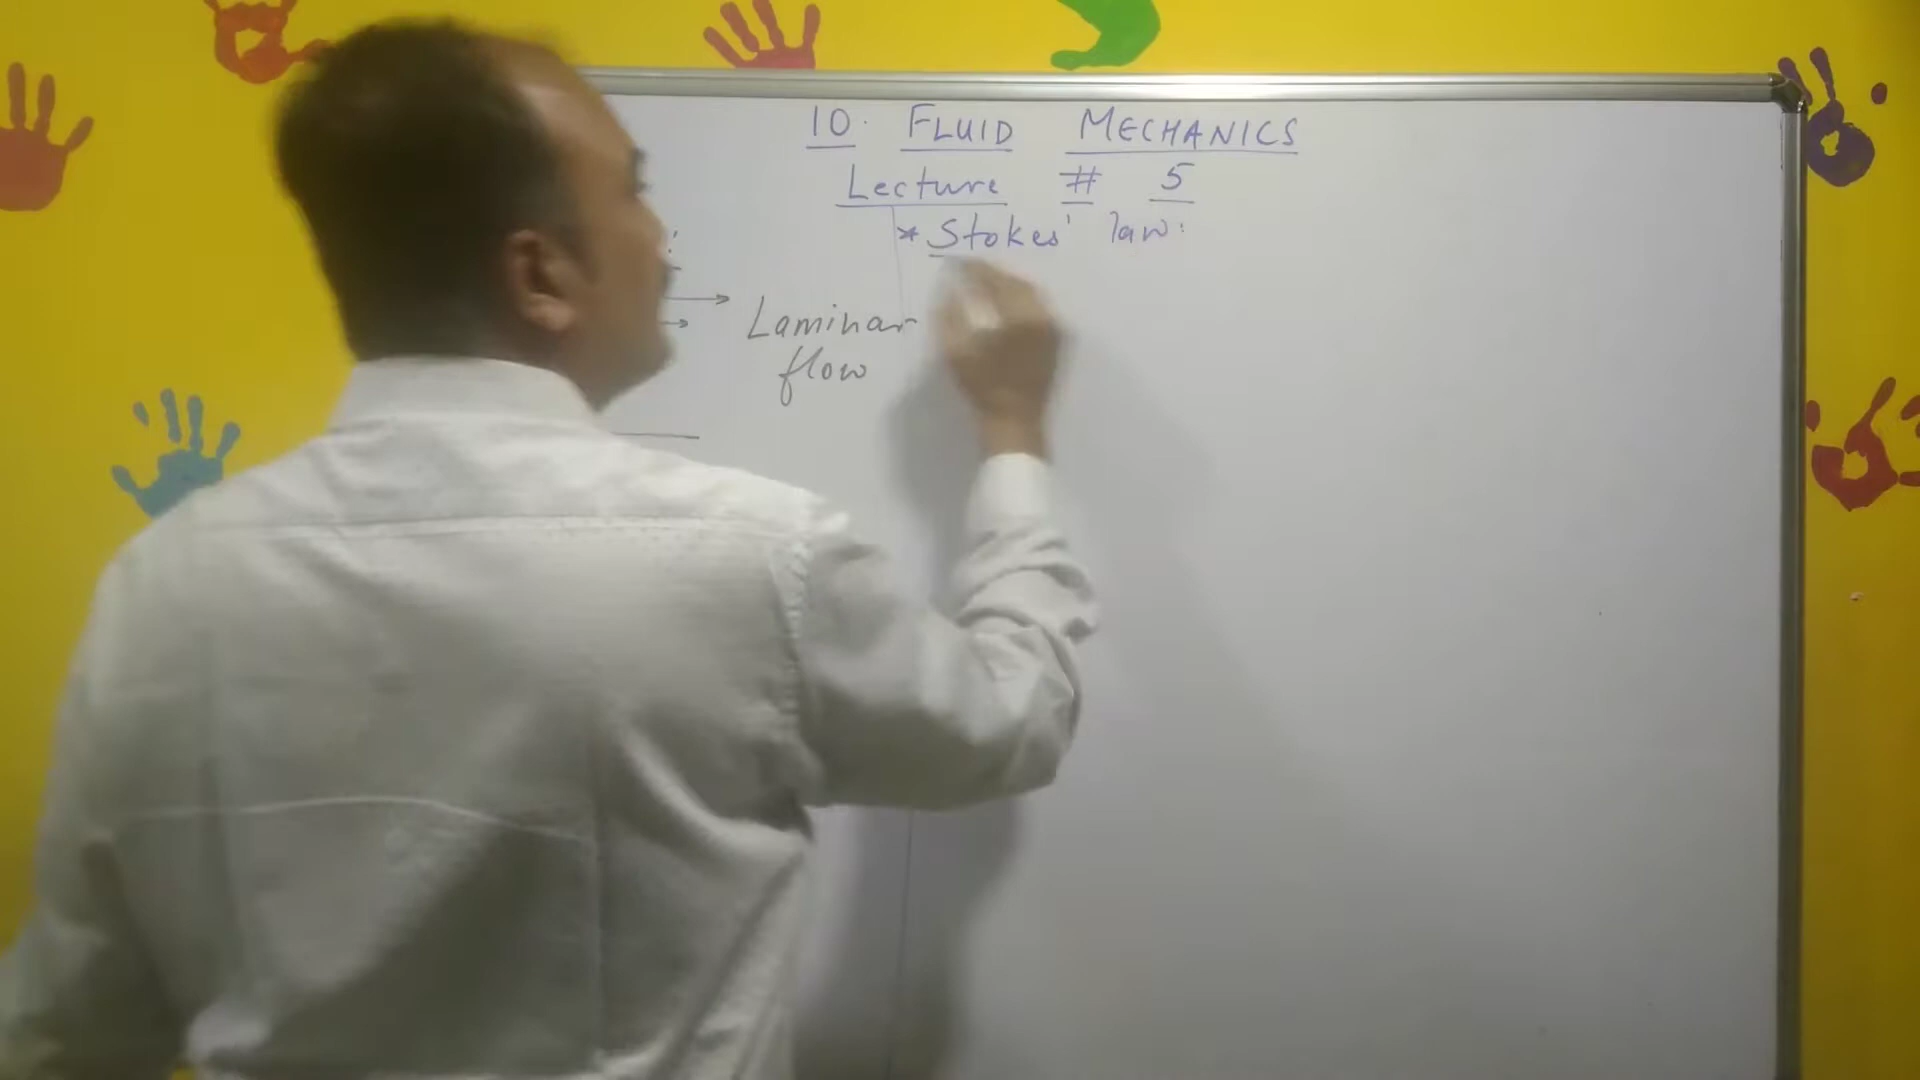 10. FLUID MECHANICS
Lecture # 5
* Stokes' law:
Laminar
flow